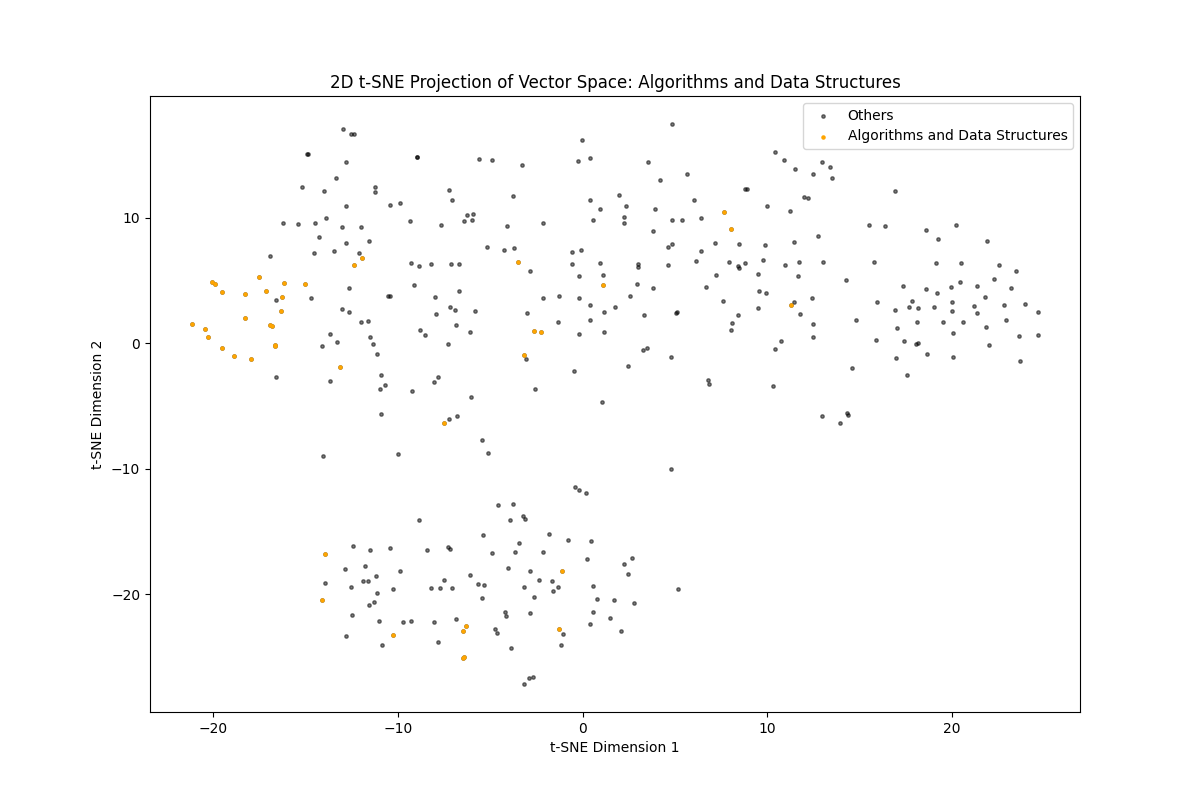 2D t-SNE Projection of Vector Space: Algorithms and Data Structures
Others
Algorithms and Data Structures
10
0
−10
−20
t-SNE Dimension 2
−20
−10
0
10
20
t-SNE Dimension 1